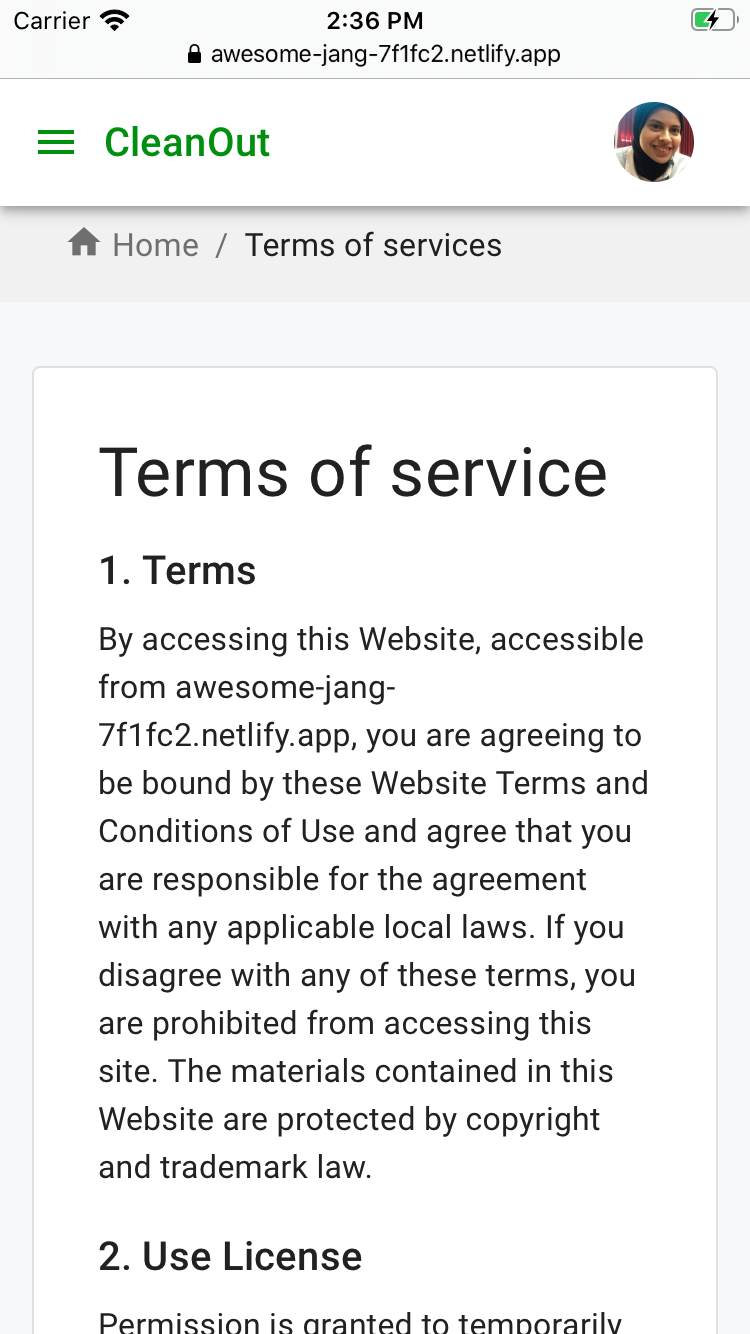 Carrier 2:36 PM
awesome-jang-7f1fc2.netlify.app
CleanOut
Home / Terms of services
Terms of service
1. Terms
By accessing this Website, accessible
from awesome-jang-
7f1fc2.netlify.app, you are agreeing to
be bound by these Website Terms and
Conditions of Use and agree that you
are responsible for the agreement
with any applicable local laws. If you
disagree with any of these terms, you
are prohibited from accessing this
site. The materials contained in this
Website are protected by copyright
and trademark law.
2. Use License
Permission is granted to temporarily